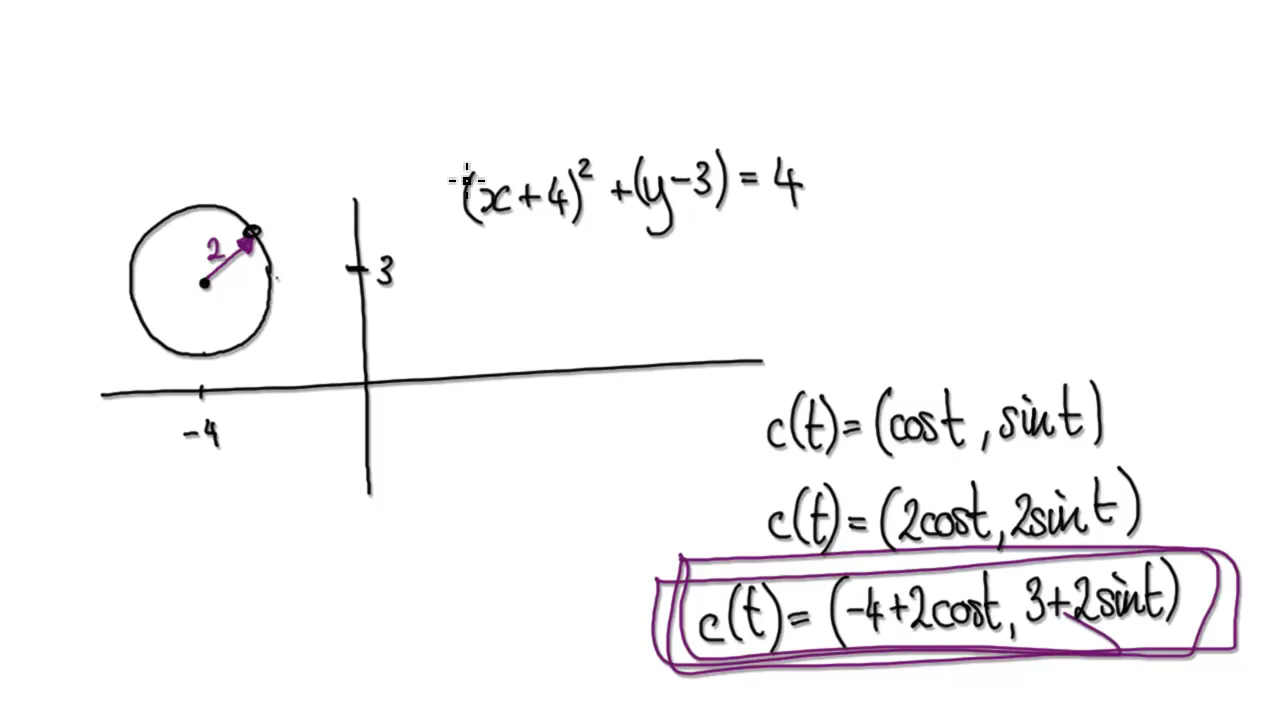 (x+4)² +(y-3) = 4
2
3
-4
c(t) = (cost, sint)
c(t) = (2cost, 2sint)
c(t) = (-4+2cost, 3+2sint)